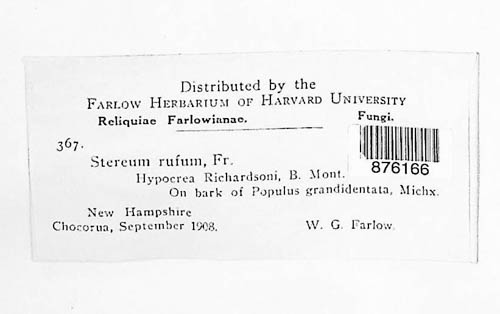 Distributed by the
FARLOW HERBARIUM OF HARVARD UNIVERSITY
Reliquiae Farlowianae. Fungi.
367.
876166
Stereum rufum, Fr.
Hypocrea Richardsoni, B. Mont.
On bark of Populus grandidentata, Michx.
New Hampshire
Chocorua, September 1908. W. G. Farlow.